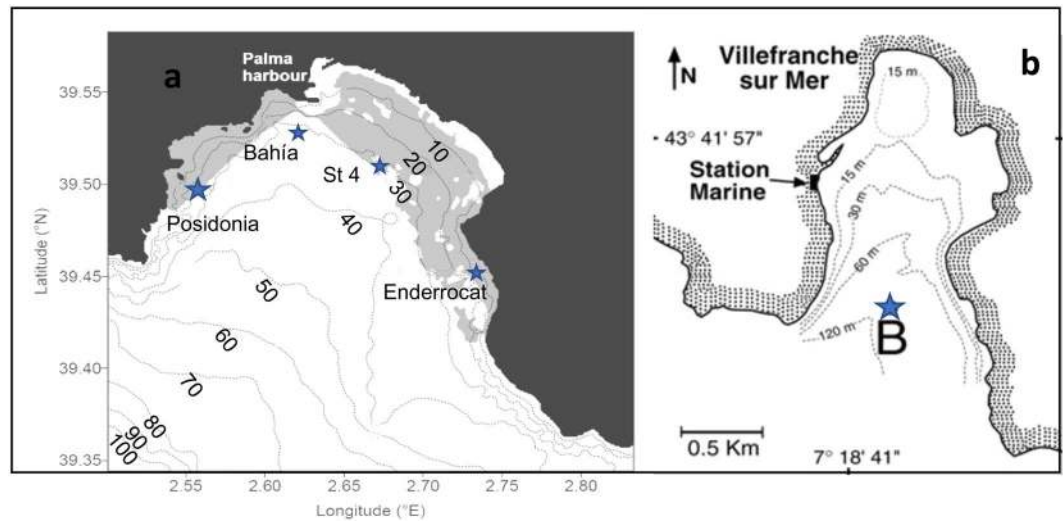 a
Palma
harbour
Bahía
St 4
Posidonia
Enderrocat
10
20
30
40
50
60
70
80
90
100
39.55
39.50
39.45
39.40
39.35
Latitude (°N)
2.55
2.60
2.65
2.70
2.75
2.80
Longitude (°E)
b
N
Villefranche
sur Mer
15 m
43° 41' 57"
Station
Marine
15 m
30 m
60 m
120 m
B
0.5 Km
7° 18' 41"